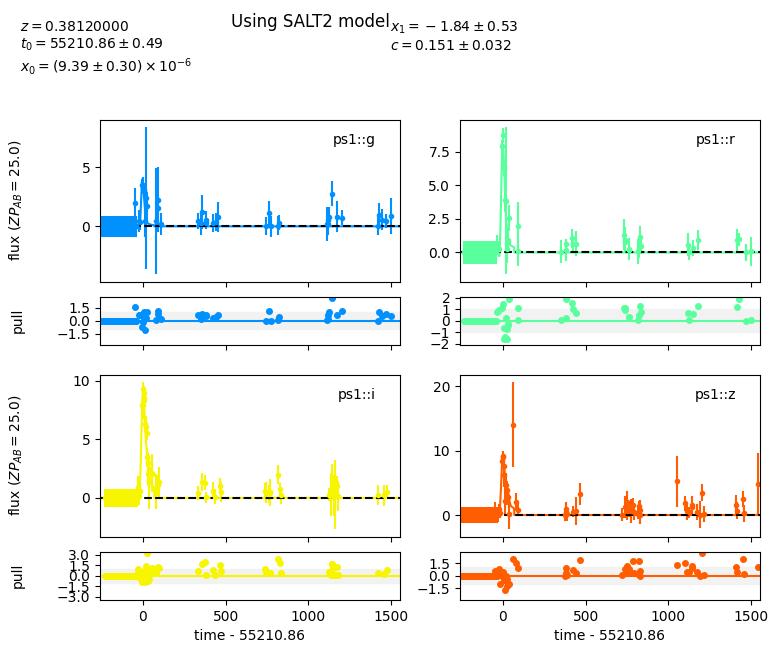 Using SALT2 model
z = 0.38120000
t₀ = 55210.86 ± 0.49
x₀ = (9.39 ± 0.30) × 10⁻⁶
x₁ = −1.84 ± 0.53
c = 0.151 ± 0.032
flux (ZP_AB = 25.0)
5
0
ps1::g
7.5
5.0
2.5
0.0
ps1::r
pull
1.5
0.0
−1.5
2
1
0
−1
−2
flux (ZP_AB = 25.0)
10
5
0
ps1::i
20
10
0
ps1::z
pull
3.0
1.5
0.0
−1.5
−3.0
1.5
0.0
−1.5
0 500 1000 1500
time - 55210.86
0 500 1000 1500
time - 55210.86